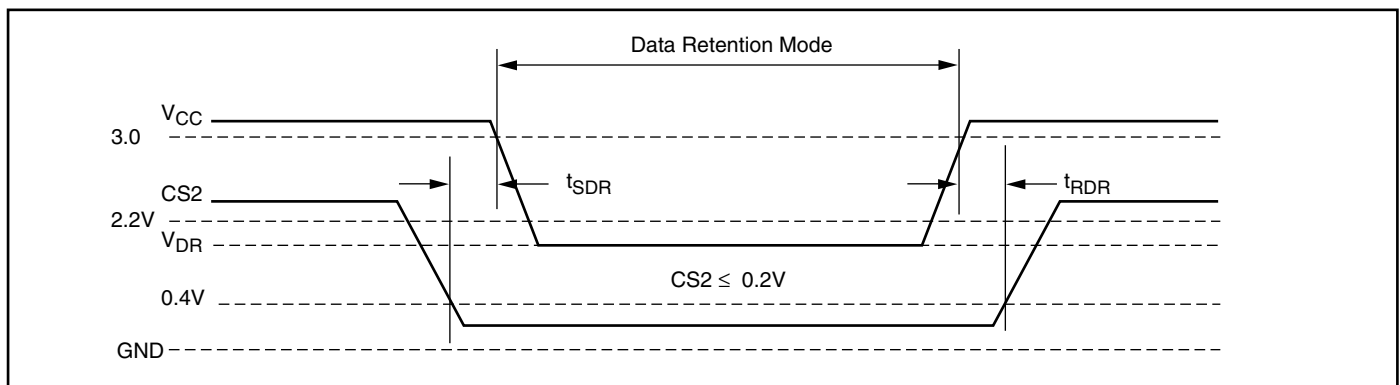 Data Retention Mode
VCC
3.0
tSDR
tRDR
CS2
2.2V
VDR
CS2 ≤ 0.2V
0.4V
GND